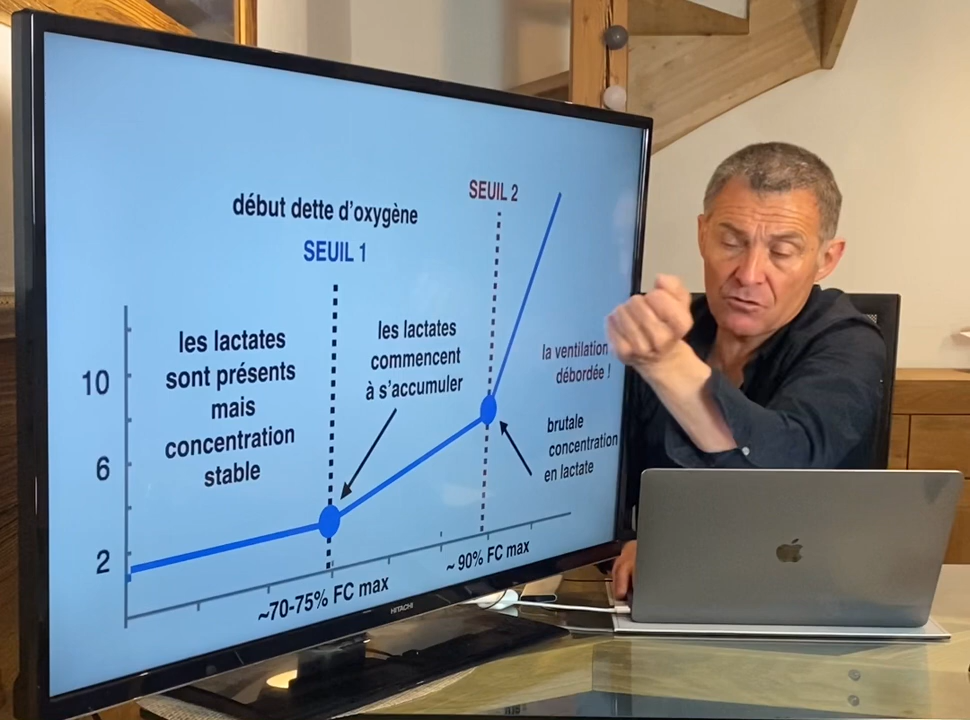 début dette d'oxygène
SEUIL 1
SEUIL 2
les lactates
sont présents
mais
concentration
stable
les lactates
commencent
à s'accumuler
la ventilation
débordée !
brutale
concentration
en lactate
10
6
2
~70-75% FC max
~ 90% FC max
HITACHI